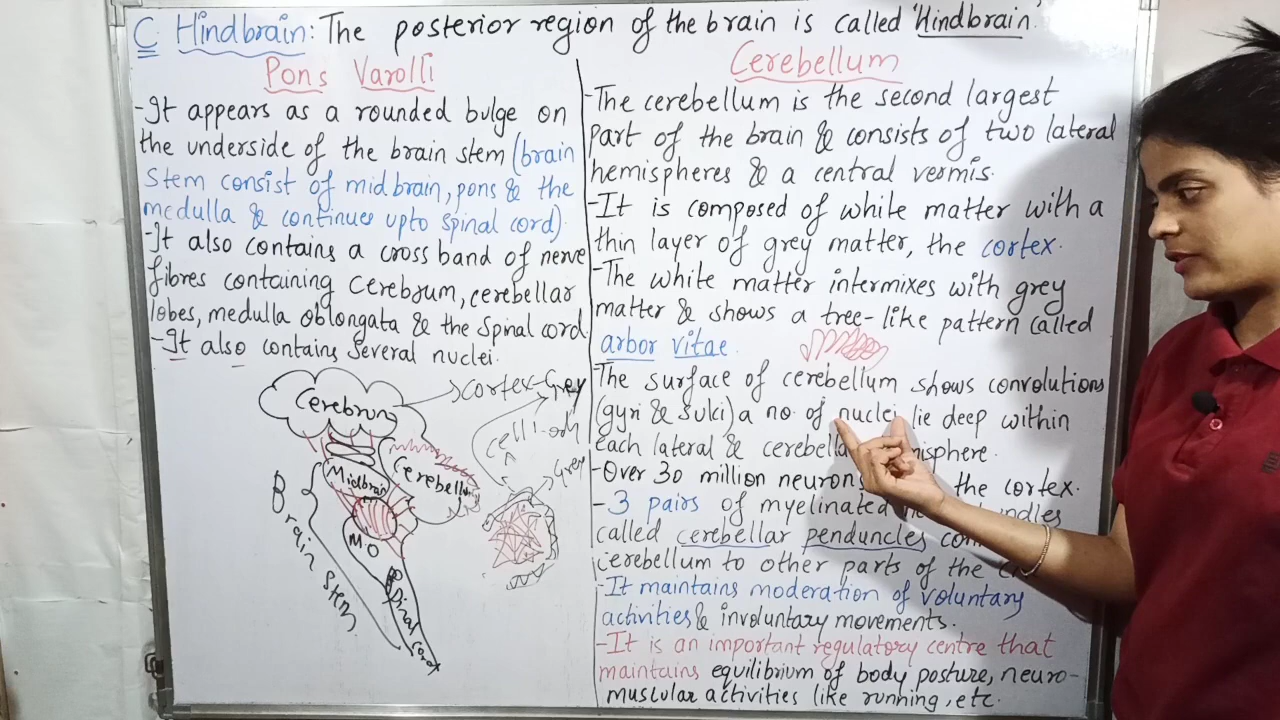 C Hindbrain: The posterior region of the brain is called 'Hindbrain.'
Pons Varolli
-It appears as a rounded bulge on
the underside of the brain stem (brain
stem consist of midbrain, pons & the
medulla & continues upto spinal cord).
-It also contains a cross band of nerve
fibres containing cerebrum, cerebellar
lobes, medulla oblongata & the spinal cord.
-It also contains several nuclei.
Cerebrum
cortex-Grey
Grey
Midbrain
Cerebellum
M.O
Brain stem
Spinal cord
Cerebellum
-The cerebellum is the second largest
part of the brain & consists of two lateral
hemispheres & a central vermis.
-It is composed of white matter with a
thin layer of grey matter, the cortex.
-The white matter intermixes with grey
matter & shows a tree-like pattern called
arbor vitae.
The surface of cerebellum shows convolutions
(gyri & sulci) a no. of nuclei lie deep within
each lateral & cerebella
-Over 30 million neurons the cortex.
-3 pairs of myelinated
called cerebellar penduncles
cerebellum to other parts of the
-It maintains moderation of voluntary
activities & involuntary movements.
-It is an important regulatory centre that
maintains equilibrium of body posture, neuro-
muscular activities like running, etc.